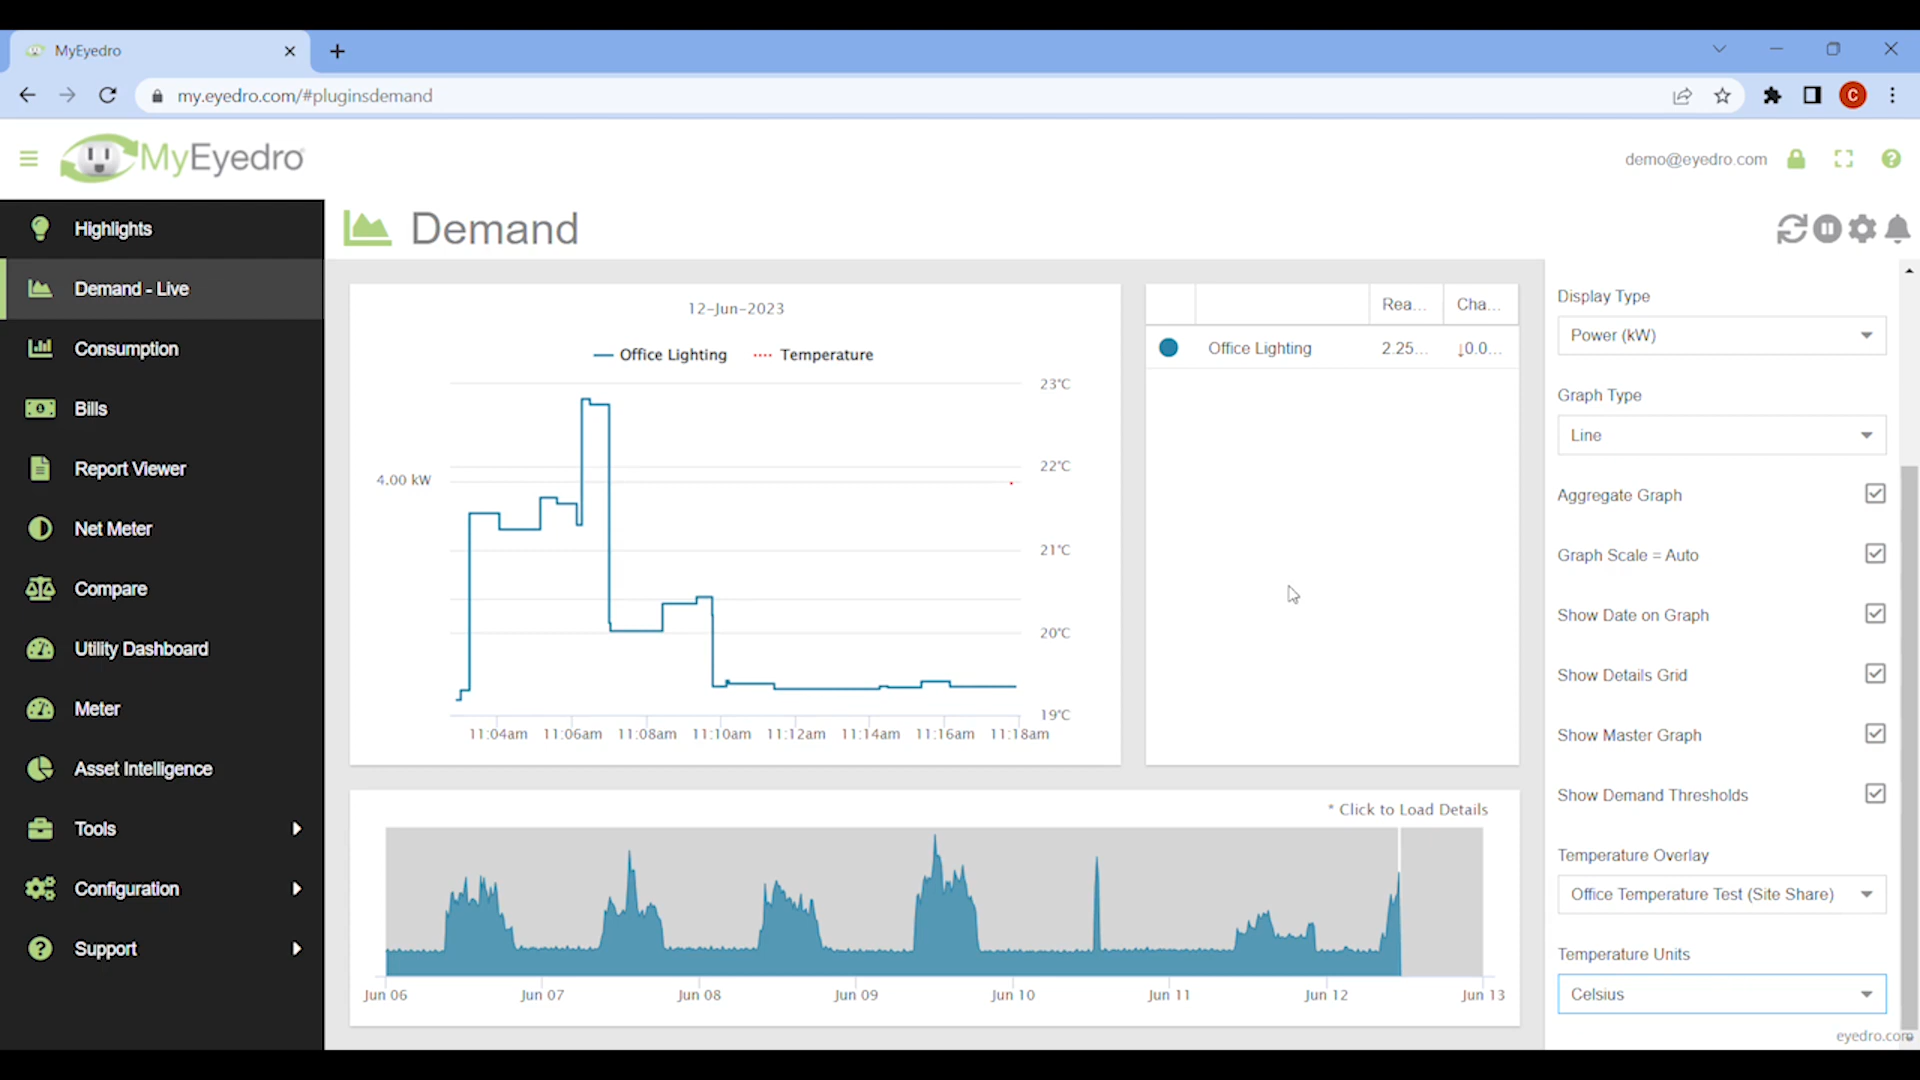 MyEyedro
my.eyedro.com/#pluginsdemand
C
MyEyedro
demo@eyedro.com
Highlights
Demand - Live
Consumption
Bills
Report Viewer
Net Meter
Compare
Utility Dashboard
Meter
Asset Intelligence
Tools
Configuration
Support
Demand
12-Jun-2023
Office Lighting
Temperature
4.00 kW
23°C
22°C
21°C
20°C
19°C
11:04am 11:06am 11:08am 11:10am 11:12am 11:14am 11:16am 11:18am
Rea... Cha...
Office Lighting 2.25... ↓0.0...
* Click to Load Details
Jun 06 Jun 07 Jun 08 Jun 09 Jun 10 Jun 11 Jun 12 Jun 13
Display Type
Power (kW)
Graph Type
Line
Aggregate Graph
Graph Scale = Auto
Show Date on Graph
Show Details Grid
Show Master Graph
Show Demand Thresholds
Temperature Overlay
Office Temperature Test (Site Share)
Temperature Units
Celsius
eyedro.com